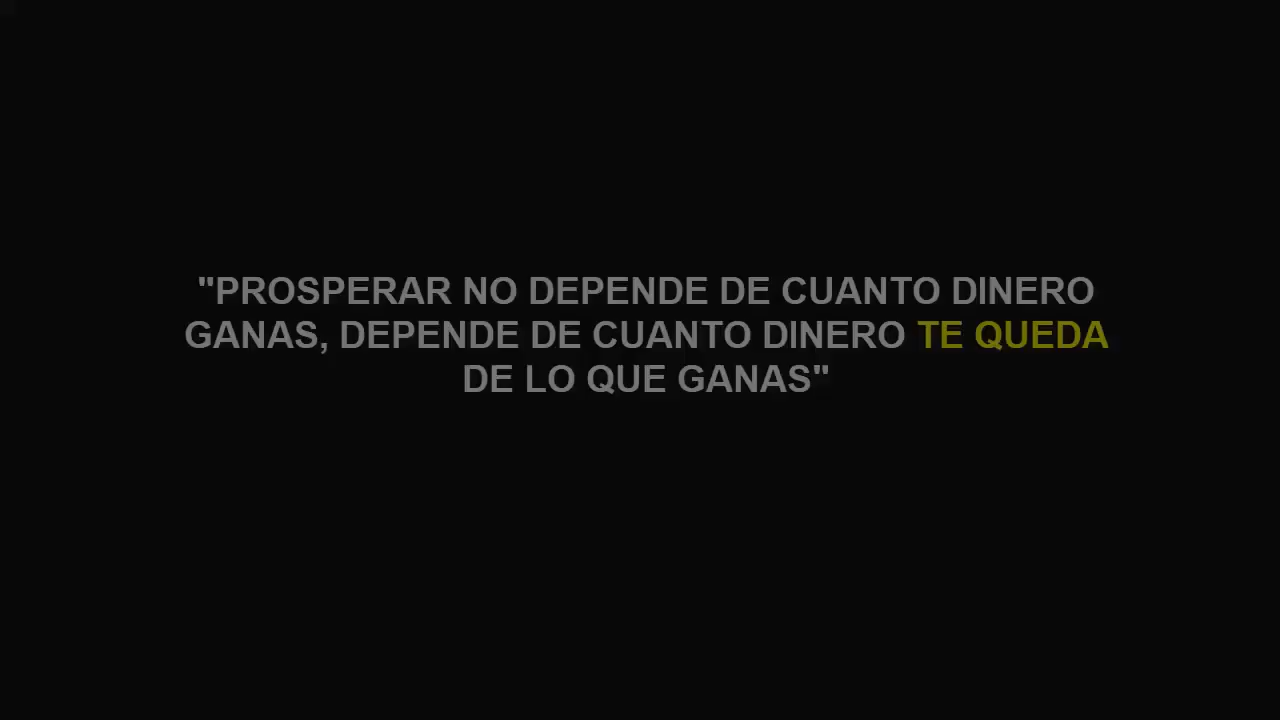 "PROSPERAR NO DEPENDE DE CUANTO DINERO
GANAS, DEPENDE DE CUANTO DINERO TE QUEDA
DE LO QUE GANAS"